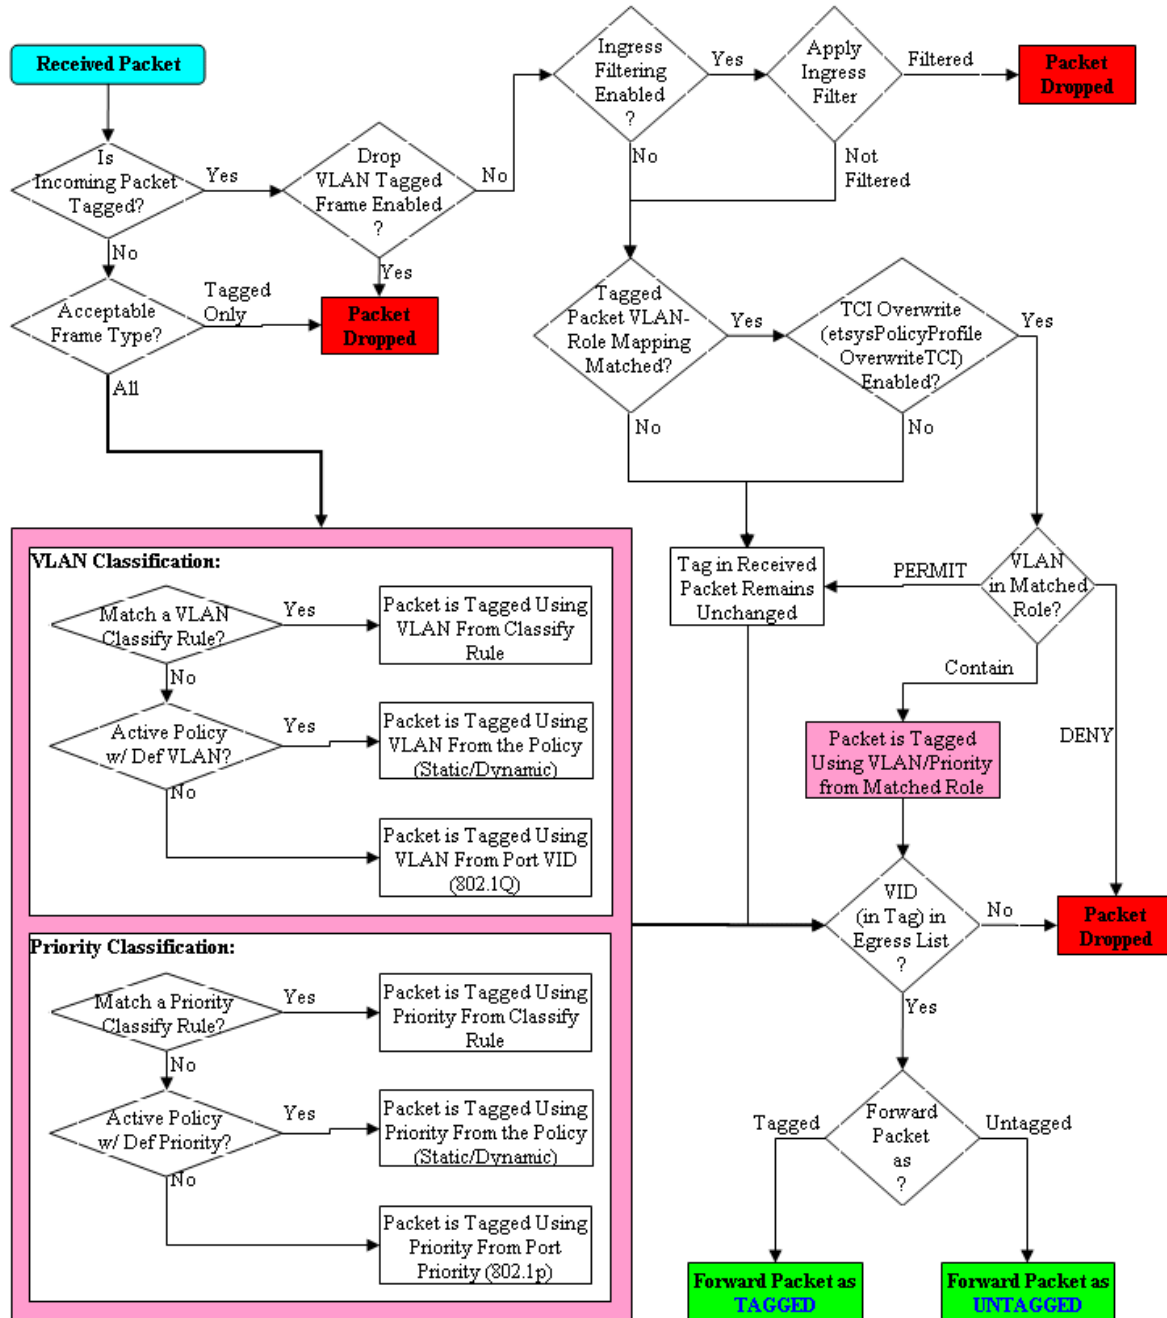 Received Packet
Is
Incoming Packet
Tagged?
Yes
No
Drop
VLAN Tagged
Frame Enabled
?
No
Yes
Ingress
Filtering
Enabled
?
Yes
No
Apply
Ingress
Filter
Filtered
Not
Filtered
Packet
Dropped
Acceptable
Frame Type?
Tagged
Only
All
Packet
Dropped
Tagged
Packet VLAN-
Role Mapping
Matched?
Yes
No
TCI Overwrite
(etsysPolicyProfile
OverwriteTCI)
Enabled?
Yes
No
Tag in Received
Packet Remains
Unchanged
PERMIT
VLAN
in Matched
Role?
Contain
DENY
Packet is Tagged
Using VLAN/Priority
from Matched Role
VLAN Classification:
Match a VLAN
Classify Rule?
Yes
No
Packet is Tagged Using
VLAN From Classify
Rule
Active Policy
w/ Def VLAN?
Yes
No
Packet is Tagged Using
VLAN From the Policy
(Static/Dynamic)
Packet is Tagged Using
VLAN From Port VID
(802.1Q)
Priority Classification:
Match a Priority
Classify Rule?
Yes
No
Packet is Tagged Using
Priority From Classify
Rule
Active Policy
w/ Def Priority?
Yes
No
Packet is Tagged Using
Priority From the Policy
(Static/Dynamic)
Packet is Tagged Using
Priority From Port
Priority (802.1p)
VID
(in Tag) in
Egress List
?
No
Yes
Packet
Dropped
Forward
Packet
as
?
Tagged
Untagged
Forward Packet as
TAGGED
Forward Packet as
UNTAGGED